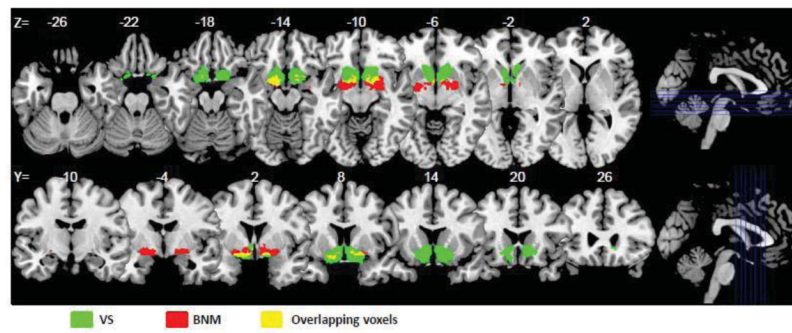 Z= -26 -22 -18 -14 -10 -6 -2 2
Y= -10 -4 2 8 14 20 26
VS BNM Overlapping voxels